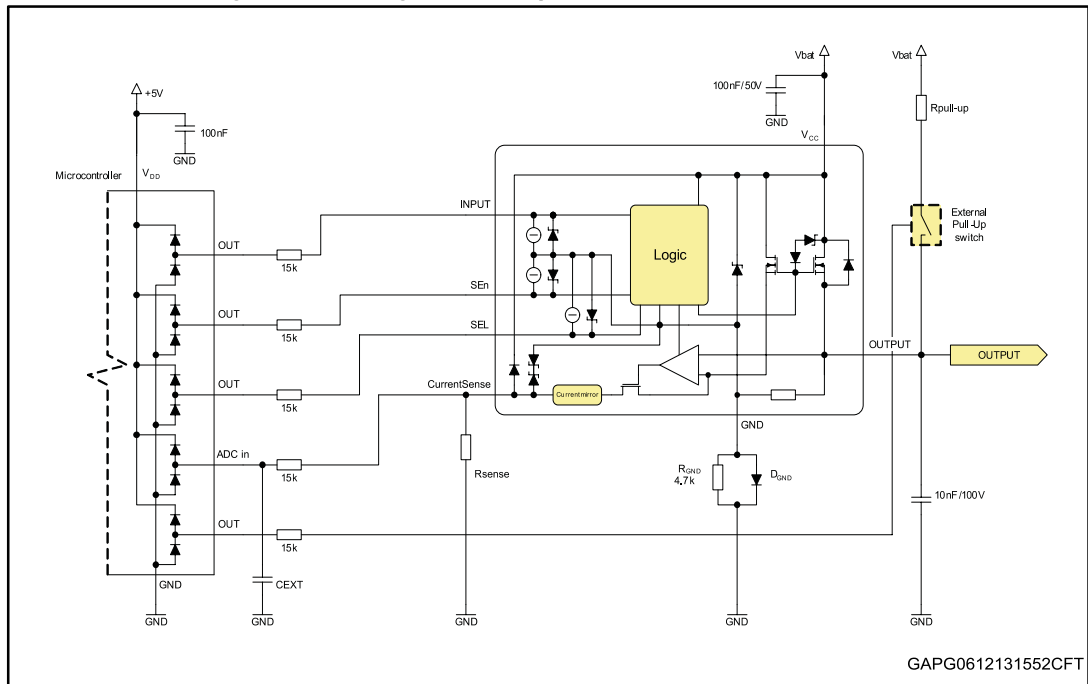 Vbat
Vbat
100nF/50V
+5V
Rpull-up
100nF
GND
GND
VCC
Microcontroller
VDD
INPUT
External
Pull-Up
switch
OUT
Logic
15k
SEn
OUT
SEL
15k
OUTPUT
OUTPUT
OUT
CurrentSense
Current mirror
15k
GND
ADC in
Rsense
RGND
4.7k
DGND
15k
10nF/100V
OUT
15k
GND
CEXT
GND
GND
GND
GND
GND
GAPG0612131552CFT